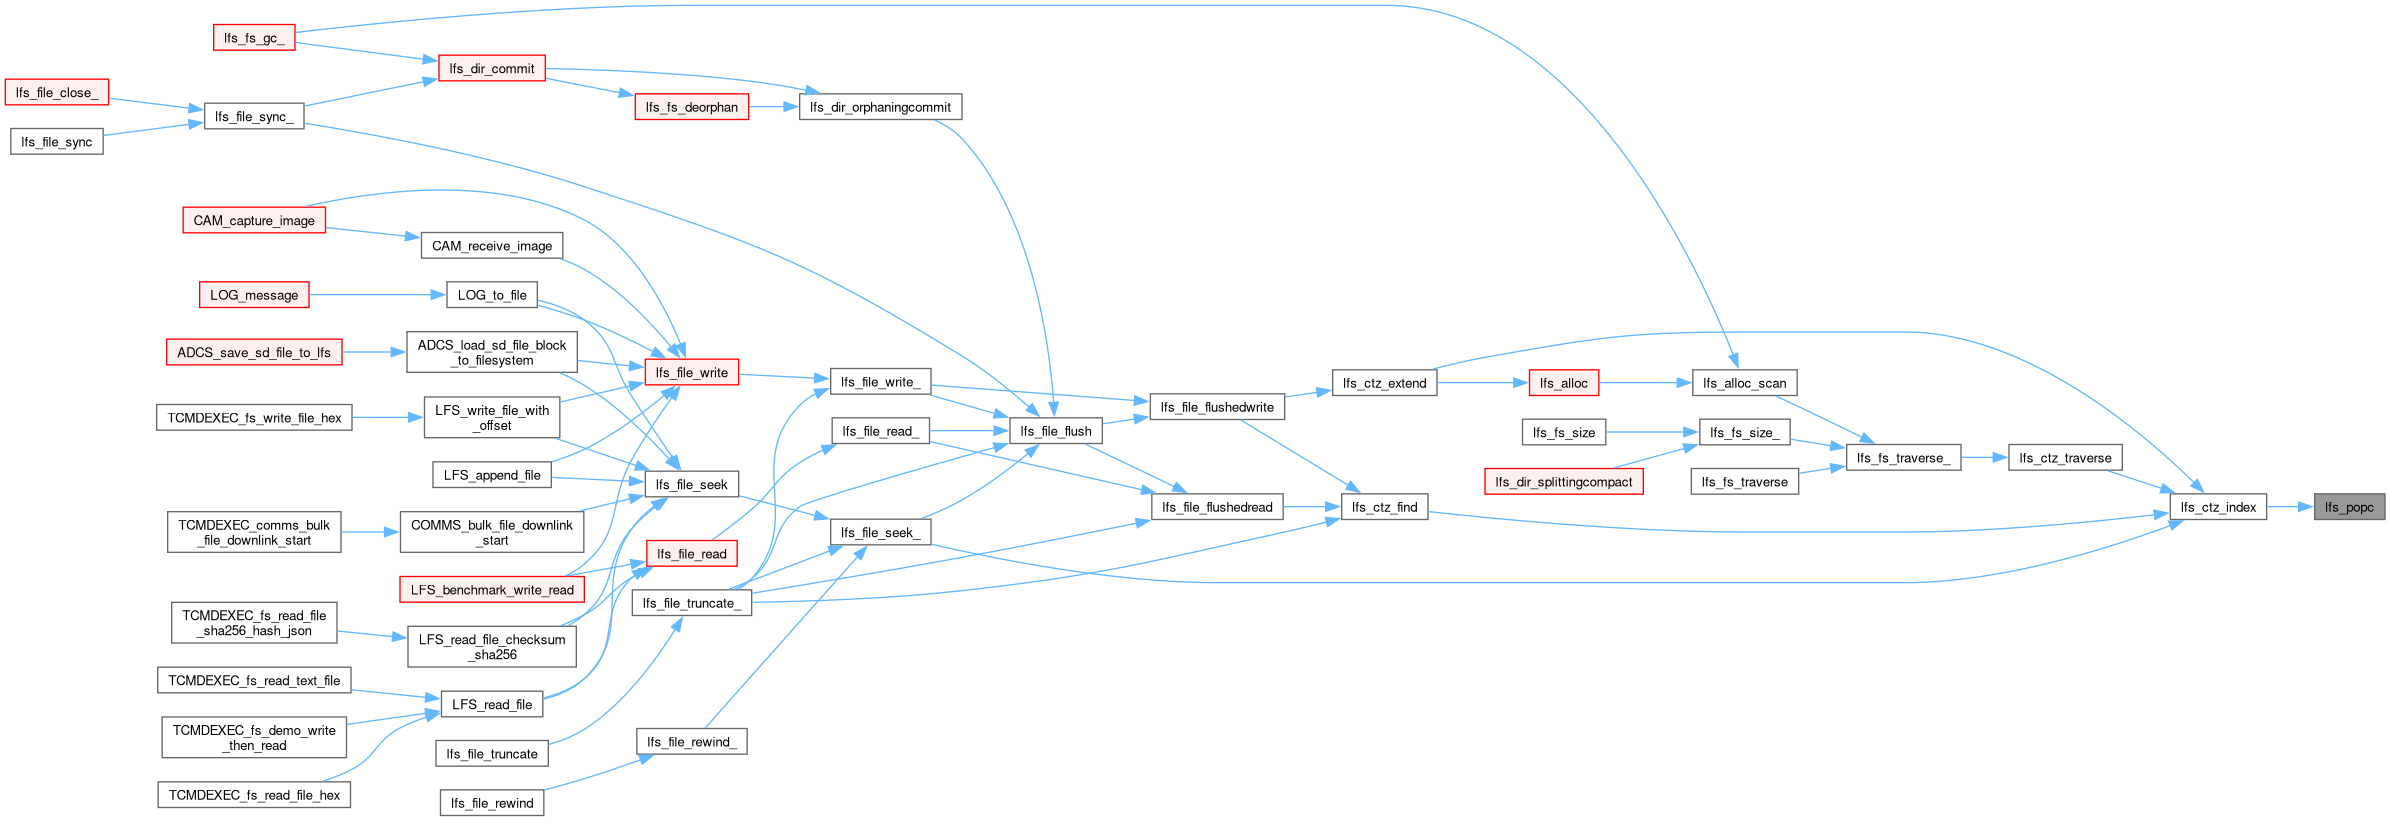 lfs_fs_gc_
lfs_dir_commit
lfs_file_close_
lfs_fs_deorphan
lfs_dir_orphaningcommit
lfs_file_sync_
lfs_file_sync
CAM_capture_image
CAM_receive_image
LOG_message
LOG_to_file
ADCS_save_sd_file_to_lfs
ADCS_load_sd_file_block
_to_filesystem
lfs_file_write
lfs_file_write_
lfs_ctz_extend
lfs_alloc
lfs_alloc_scan
TCMDEXEC_fs_write_file_hex
LFS_write_file_with
_offset
lfs_file_flushedwrite
lfs_file_read_
lfs_file_flush
lfs_fs_size
lfs_fs_size_
lfs_fs_traverse_
lfs_ctz_traverse
LFS_append_file
lfs_file_seek
lfs_dir_splittingcompact
lfs_fs_traverse
lfs_file_flushedread
lfs_ctz_find
lfs_ctz_index
lfs_popc
TCMDEXEC_comms_bulk
_file_downlink_start
COMMS_bulk_file_downlink
_start
lfs_file_seek_
lfs_file_read
LFS_benchmark_write_read
lfs_file_truncate_
TCMDEXEC_fs_read_file
_sha256_hash_json
LFS_read_file_checksum
_sha256
TCMDEXEC_fs_read_text_file
LFS_read_file
TCMDEXEC_fs_demo_write
_then_read
lfs_file_truncate
lfs_file_rewind_
TCMDEXEC_fs_read_file_hex
lfs_file_rewind